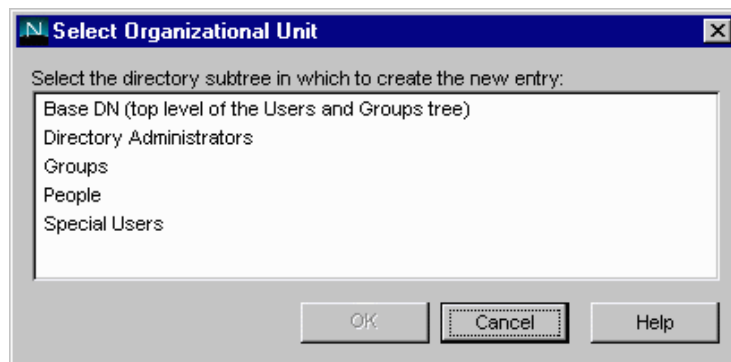 N Select Organizational Unit
Select the directory subtree in which to create the new entry:
Base DN (top level of the Users and Groups tree)
Directory Administrators
Groups
People
Special Users
OK Cancel Help